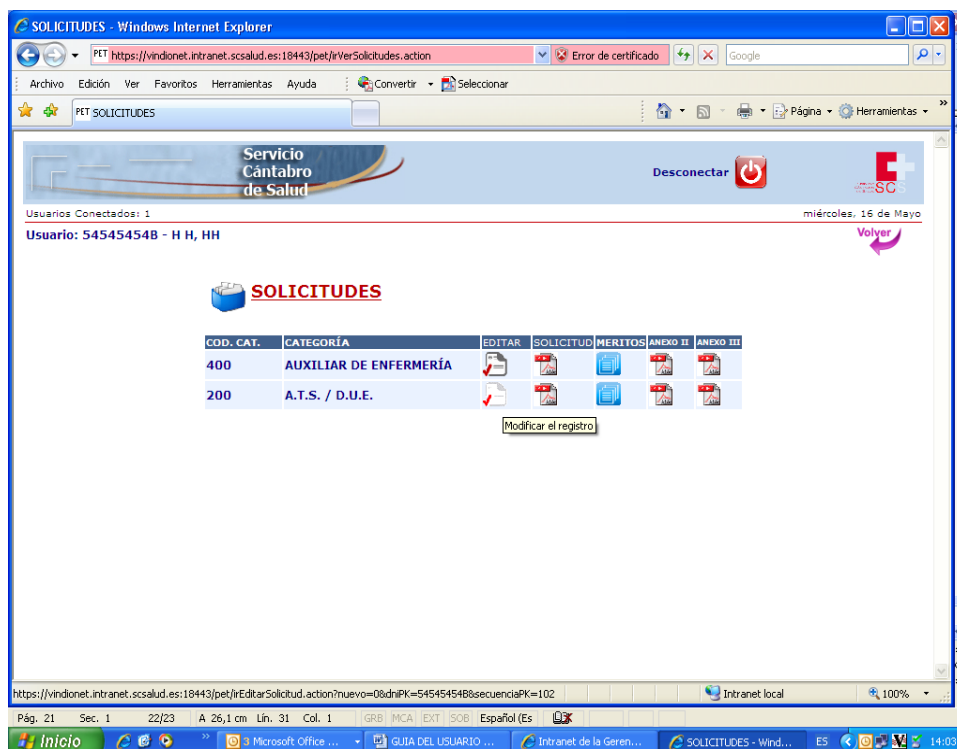 SOLICITUDES - Windows Internet Explorer
PET https://vindionet.intranet.scsalud.es:18443/pet/irVerSolicitudes.action Error de certificado Google
Archivo Edición Ver Favoritos Herramientas Ayuda Convertir Seleccionar
PET SOLICITUDES Página Herramientas »
Servicio
Cántabro
de Salud
Desconectar
SCS
Usuarios Conectados: 1 miércoles, 16 de Mayo
Usuario: 54545454B - H H, HH Volver
SOLICITUDES
COD. CAT. CATEGORÍA EDITAR SOLICITUD MERITOS ANEXO II ANEXO III
400 AUXILIAR DE ENFERMERÍA
200 A.T.S. / D.U.E.
Modificar el registro
https://vindionet.intranet.scsalud.es:18443/pet/irEditarSolicitud.action?nuevo=0&dniPK=54545454B&secuenciaPK=102 Intranet local 100%
Pág. 21 Sec. 1 22/23 A 26,1 cm Lín. 31 Col. 1 GRB MCA EXT SOB Español (Es
Inicio » 3 Microsoft Office ... GUIA DEL USUARIO ... Intranet de la Geren... SOLICITUDES - Wind... ES 14:03